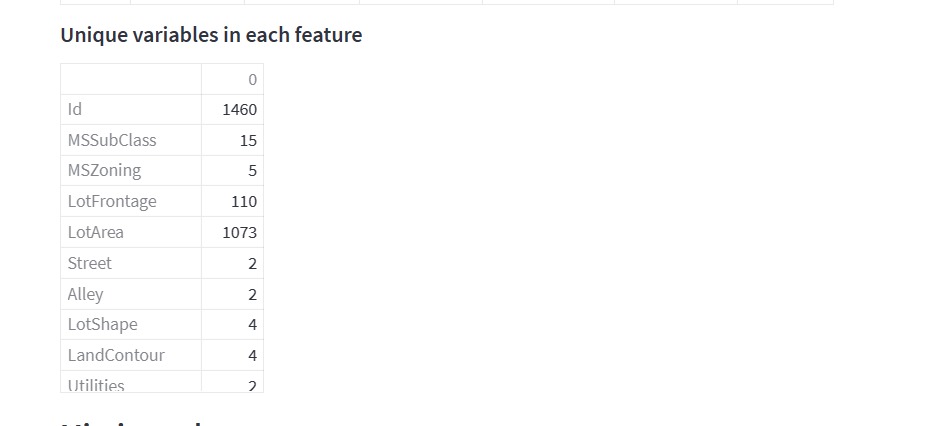 Unique variables in each feature
0
Id 1460
MSSubClass 15
MSZoning 5
LotFrontage 110
LotArea 1073
Street 2
Alley 2
LotShape 4
LandContour 4
Utilities 2